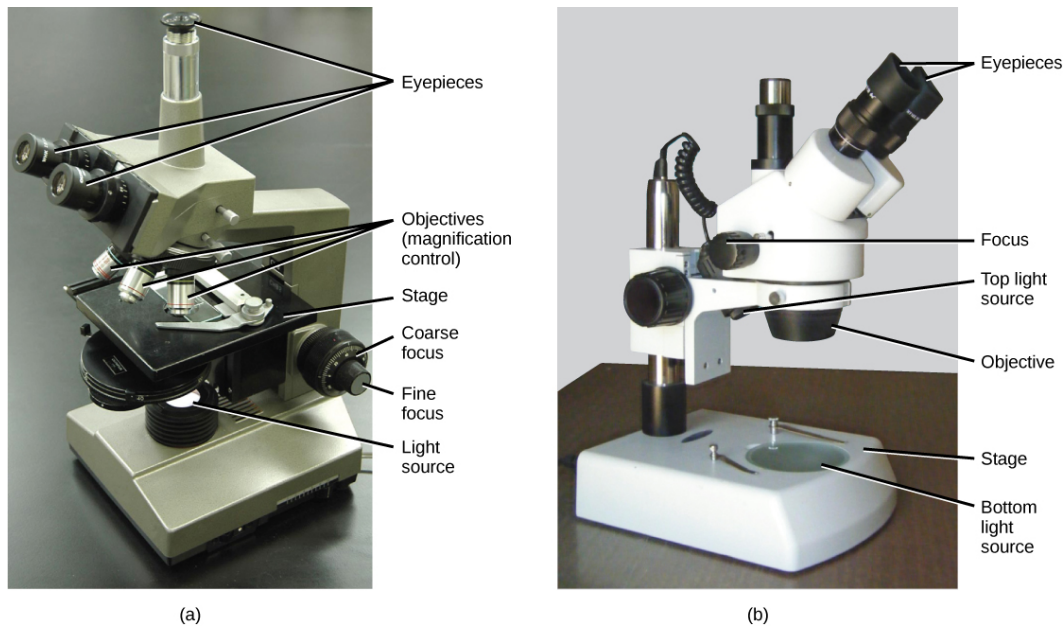 Eyepieces
Objectives
(magnification
control)
Stage
Coarse
focus
Fine
focus
Light
source
(a)
Eyepieces
Focus
Top light
source
Objective
Stage
Bottom
light
source
(b)